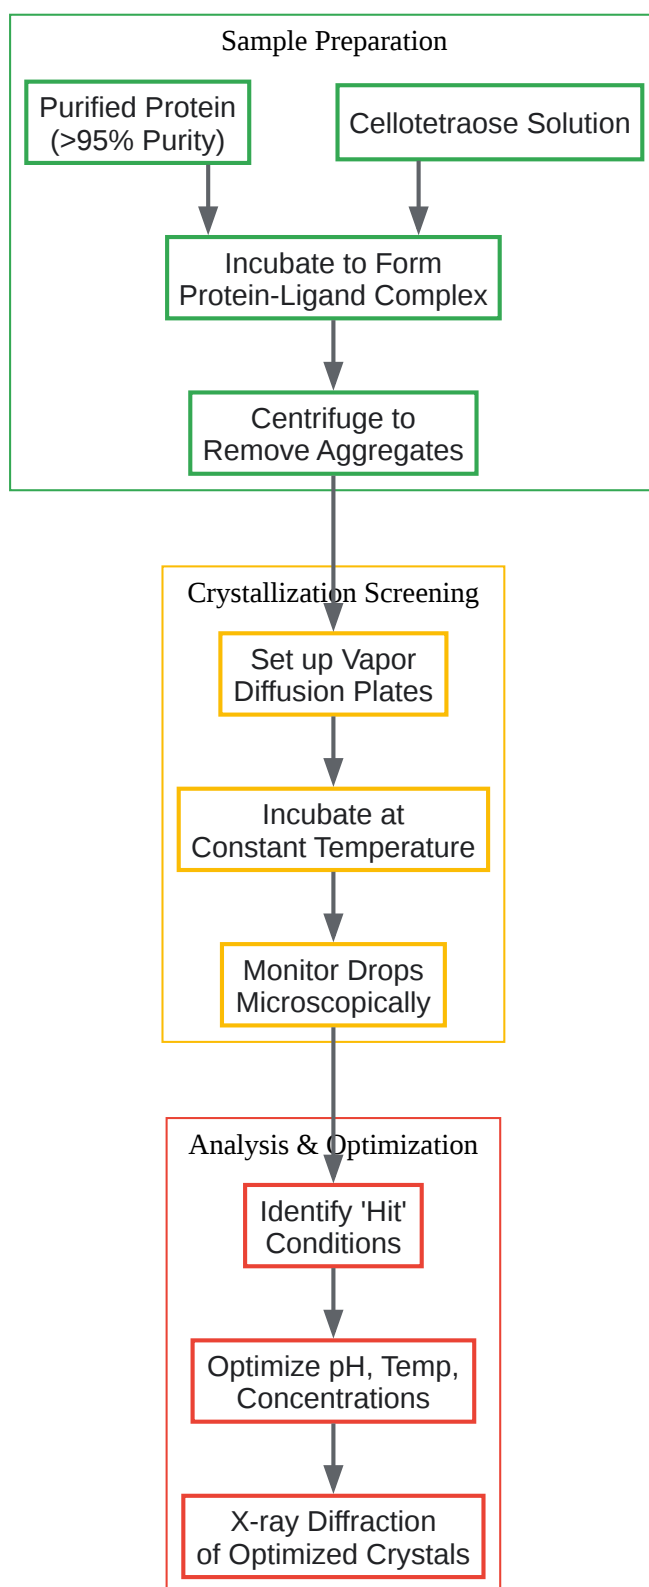 Sample Preparation
Purified Protein
(>95% Purity)
Cellotetraose Solution
Incubate to Form
Protein-Ligand Complex
Centrifuge to
Remove Aggregates
Crystallization Screening
Set up Vapor
Diffusion Plates
Incubate at
Constant Temperature
Monitor Drops
Microscopically
Analysis & Optimization
Identify 'Hit'
Conditions
Optimize pH, Temp,
Concentrations
X-ray Diffraction
of Optimized Crystals